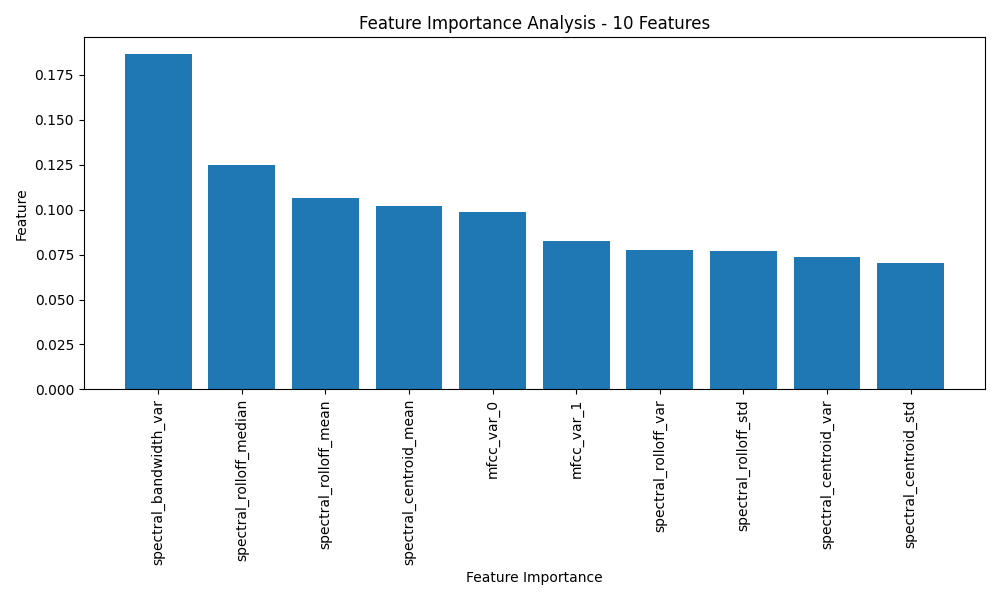 Feature Importance Analysis - 10 Features
Feature
0.175
0.150
0.125
0.100
0.075
0.050
0.025
0.000
spectral_bandwidth_var
spectral_rolloff_median
spectral_rolloff_mean
spectral_centroid_mean
mfcc_var_0
mfcc_var_1
spectral_rolloff_var
spectral_rolloff_std
spectral_centroid_var
spectral_centroid_std
Feature Importance